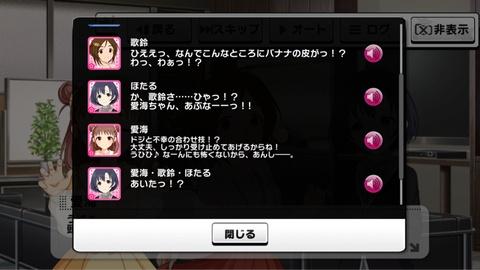 戻る
スキップ
オート
ログ
非表示
歌鈴
ひええっ、なんでこんなところにバナナの皮がっ！？
わっ、わぁっ！？
ほたる
か、歌鈴さ……ひゃっ！？
愛海ちゃん、あぶなーーっ！！
愛海
ドジと不幸の合わせ技！？
大丈夫、しっかり受け止めてあげるからね！
うひひ♪ なーんにも怖くないから、あんし━━。
愛海・歌鈴・ほたる
あいたっ！？
閉じる